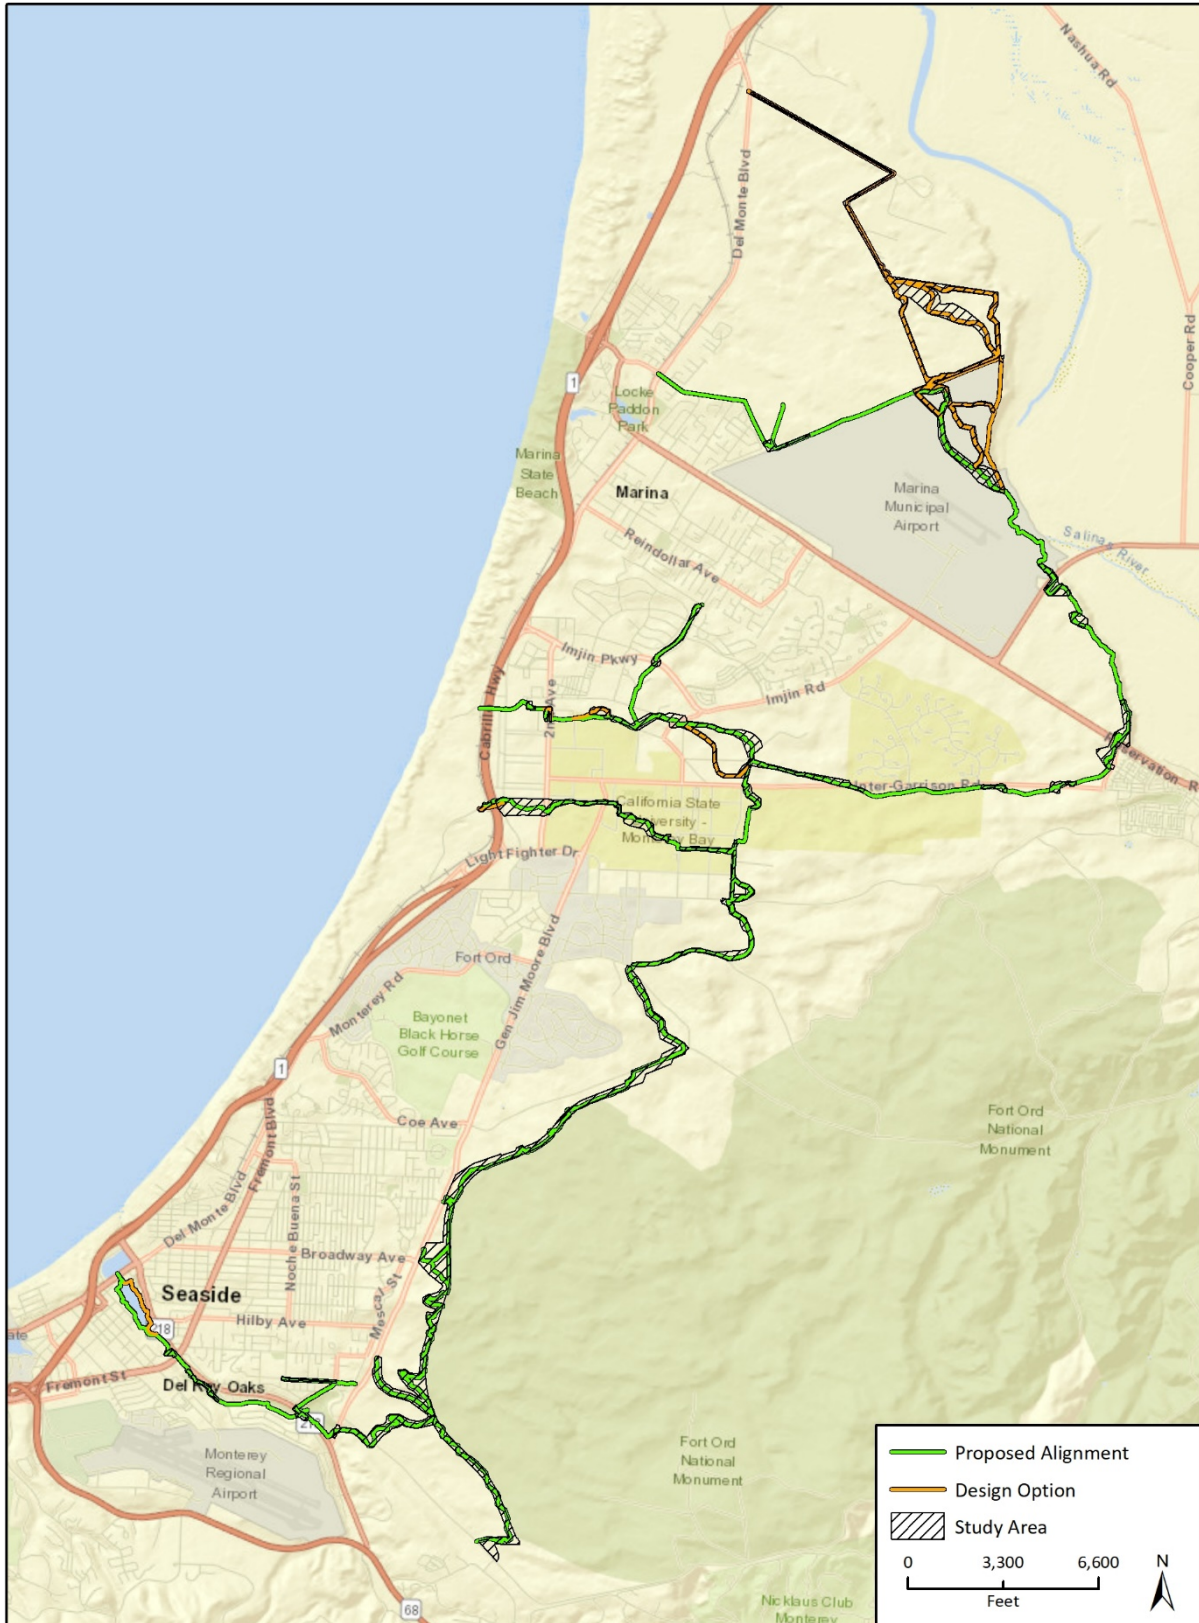 Nashua Rd
Del Monte Blvd
Cooper Rd
1
Locke
Paddon
Park
Marina
State
Beach
Marina
Marina
Municipal
Airport
Salinas River
Reindollar Ave
Imjin Pkwy
Imjin Rd
Cabrillo Hwy
2nd Ave
Reservation R
Inter-Garrison Rd
California State
University -
Monterey Bay
Light Fighter Dr
Gen Jim Moore Blvd
Fort Ord
Monterey Rd
Bayonet
Black Horse
Golf Course
1
Coe Ave
Fort Ord
National
Monument
Del Monte Blvd
Fremont Blvd
Noche Buena St
Broadway Ave
Mescal St
Seaside
Hilby Ave
218
ate
Fremont St
Del Rey Oaks
218
Monterey
Regional
Airport
Fort Ord
National
Monument
68
Nicklaus Club
Monterey
Proposed Alignment
Design Option
Study Area
0 3,300 6,600
Feet
N